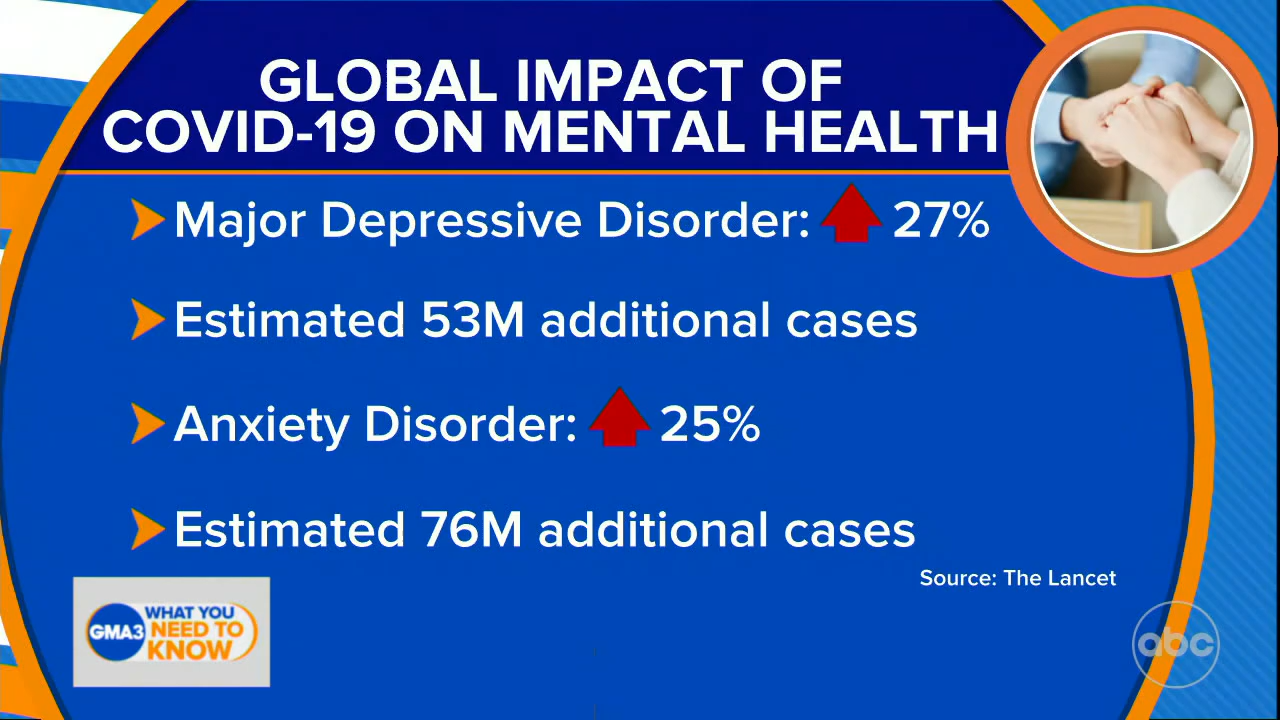 GLOBAL IMPACT OF
COVID-19 ON MENTAL HEALTH
Major Depressive Disorder: 27%
Estimated 53M additional cases
Anxiety Disorder: 25%
Estimated 76M additional cases
Source: The Lancet
GMA3
WHAT YOU
NEED TO
KNOW
abc